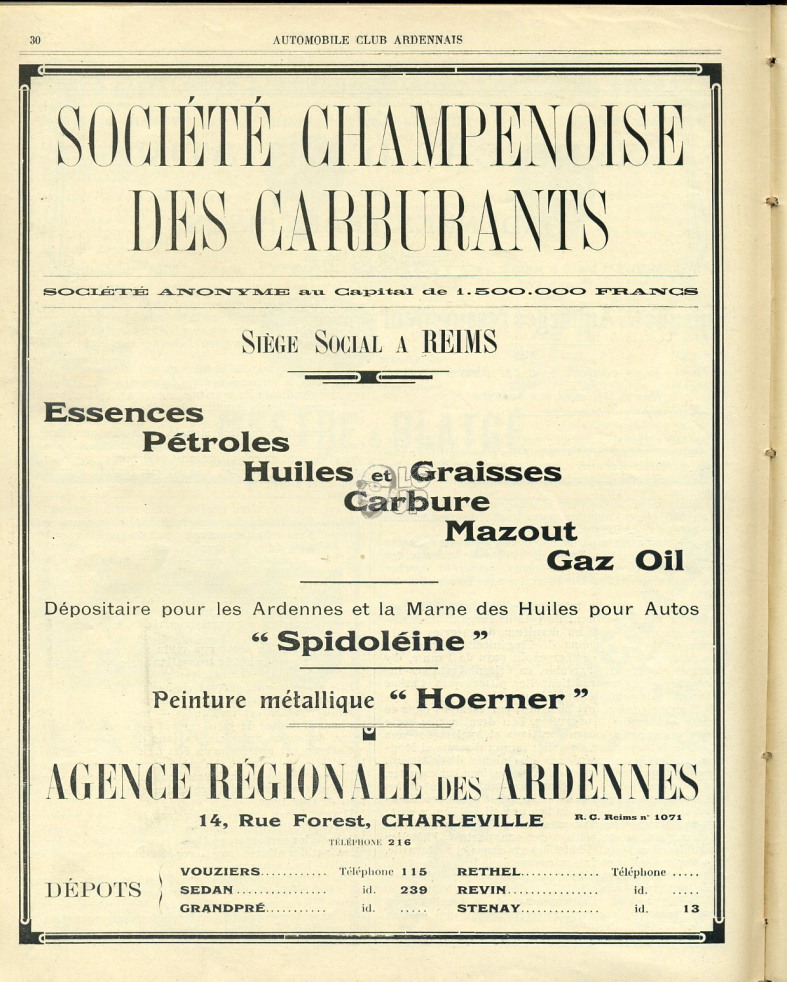 30
AUTOMOBILE CLUB ARDENNAIS
SOCIÉTÉ CHAMPENOISE
DES CARBURANTS
SOCIÉTÉ ANONYME au Capital de 1.500.000 FRANCS
SIÈGE SOCIAL A REIMS
Essences
Pétroles
Huiles et Graisses
Carbure
Mazout
Gaz Oil
Dépositaire pour les Ardennes et la Marne des Huiles pour Autos
“ Spidoléine ”
Peinture métallique “ Hoerner ”
AGENCE RÉGIONALE DES ARDENNES
14, Rue Forest, CHARLEVILLE R. C. Reims n° 1071
TÉLÉPHONE 216
DÉPOTS
VOUZIERS............ Téléphone 115 RETHEL.............. Téléphone .....
SEDAN................ id. 239 REVIN................ id. .....
GRANDPRÉ........... id. ..... STENAY.............. id. 13